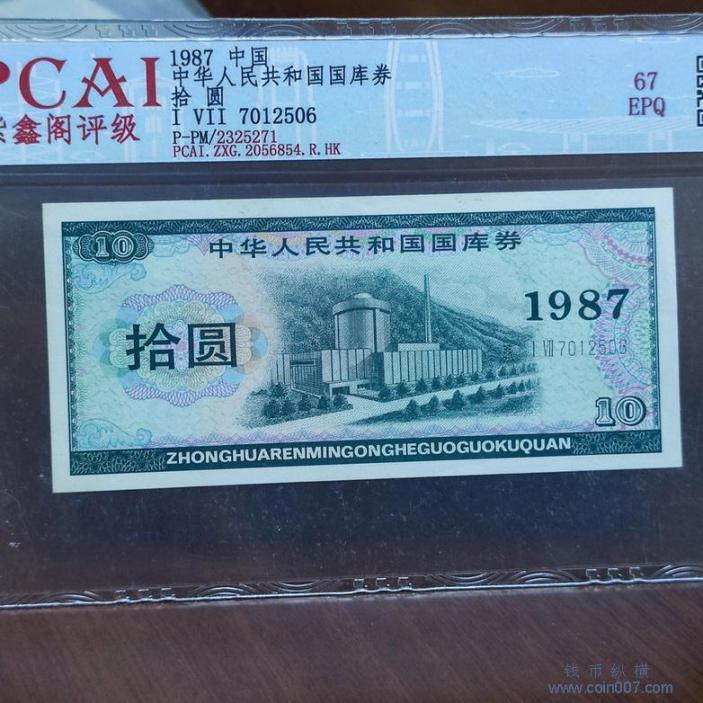 PCAI
鑫阁评级
1987 中国
中华人民共和国国库券
拾 圆
I VII 7012506
P-PM/2325271
PCAI.ZXG.2056854.R.HK
67
EPQ
10
中华人民共和国国库券
1987
拾圆
I VII 7012506
10
ZHONGHUARENMINGONGHEGUOGUOKUQUAN
钱币纵横
www.coin007.com